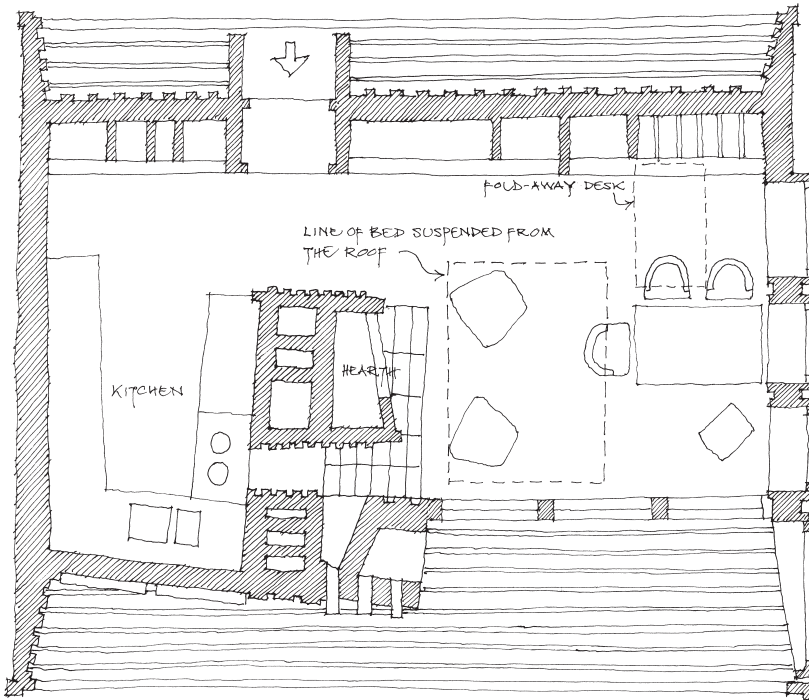 FOLD-AWAY DESK
LINE OF BED SUSPENDED FROM
THE ROOF
HEARTH
KITCHEN